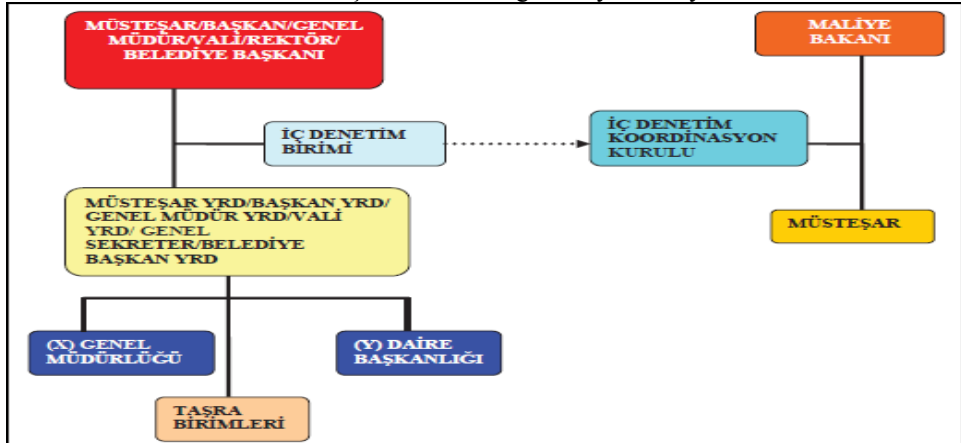 MÜSTEŞAR/BAŞKAN/GENEL
MÜDÜR/VALİ/REKTÖR/
BELEDİYE BAŞKANI
MALİYE
BAKANI
İÇ DENETİM
BİRİMİ
İÇ DENETİM
KOORDİNASYON
KURULU
MÜSTEŞAR YRD/BAŞKAN YRD/
GENEL MÜDÜR YRD/VALİ
YRD/ GENEL
SEKRETER/BELEDİYE
BAŞKAN YRD
MÜSTEŞAR
(X) GENEL
MÜDÜRLÜĞÜ
(Y) DAİRE
BAŞKANLIĞI
TAŞRA
BİRİMLERİ